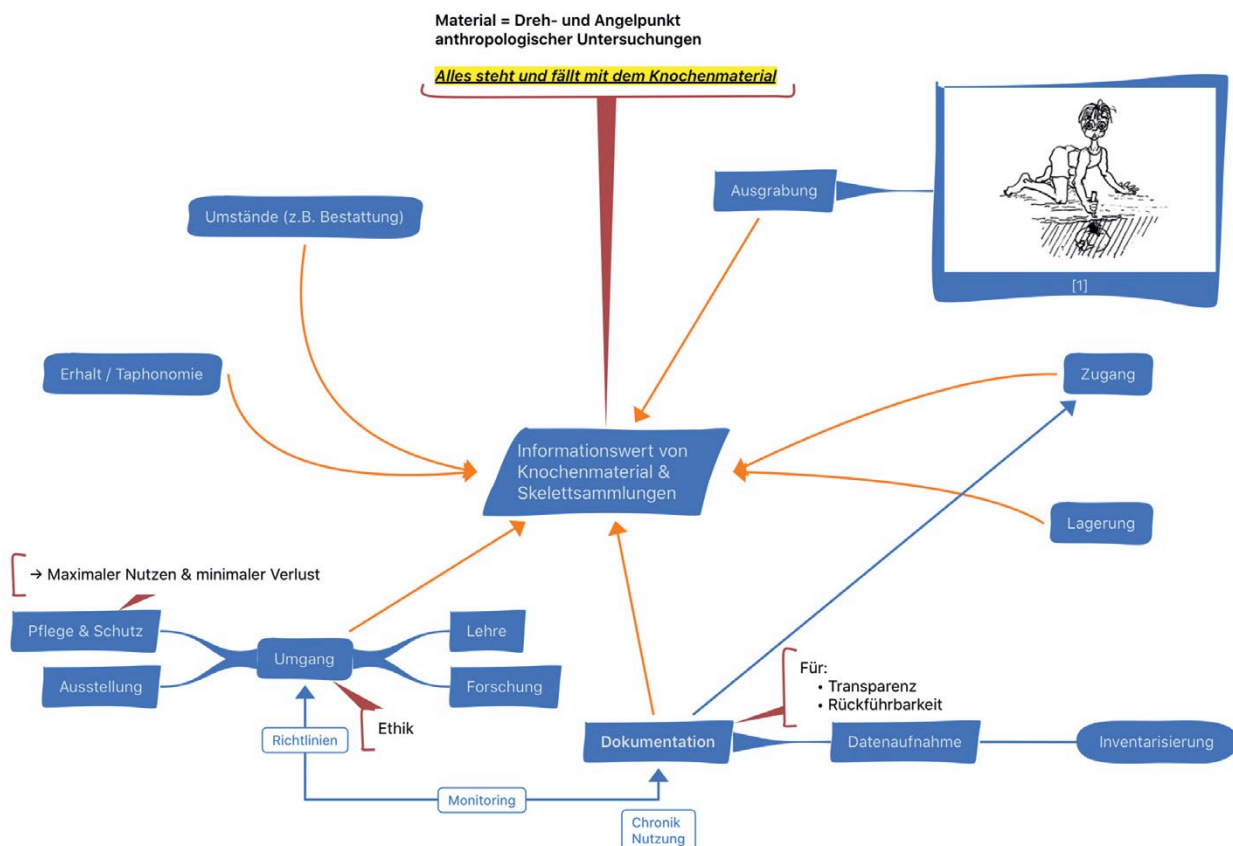 Material = Dreh- und Angelpunkt
anthropologischer Untersuchungen
Alles steht und fällt mit dem Knochenmaterial
Ausgrabung
[1]
Umstände (z.B. Bestattung)
Erhalt / Taphonomie
Zugang
Informationswert von
Knochenmaterial &
Skelettsammlungen
Lagerung
→ Maximaler Nutzen & minimaler Verlust
Pflege & Schutz
Lehre
Umgang
Ausstellung
Forschung
Für:
• Transparenz
• Rückführbarkeit
Ethik
Richtlinien
Dokumentation
Datenaufnahme
Inventarisierung
Monitoring
Chronik
Nutzung